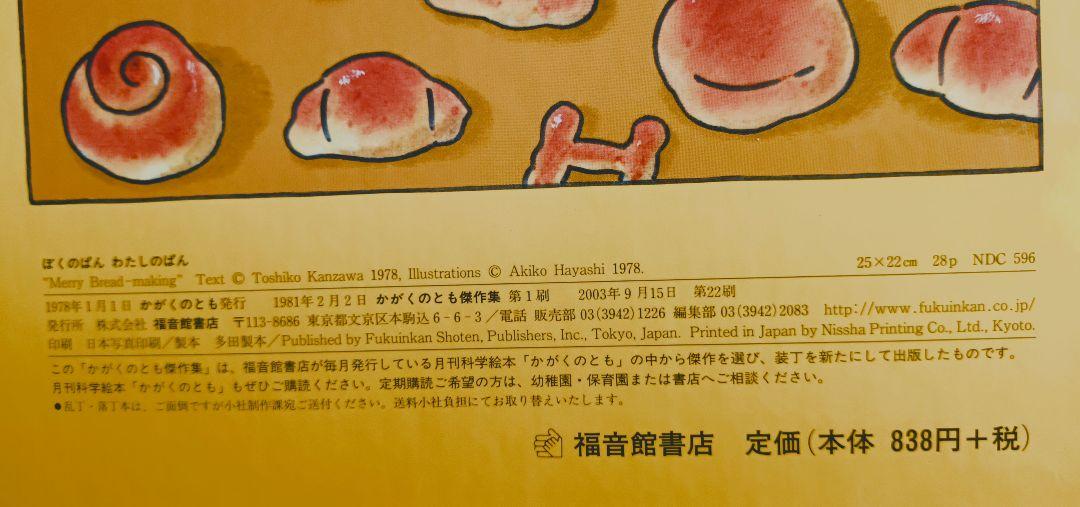 ぼくのぱん わたしのぱん
"Merry Bread-making" Text © Toshiko Kanzawa 1978, Illustrations © Akiko Hayashi 1978. 25×22cm 28p NDC 596
1978年1月1日 かがくのとも発行 1981年2月2日 かがくのとも傑作集 第1刷 2003年9月15日 第22刷
発行所 株式会社 福音館書店 〒113-8686 東京都文京区本駒込6-6-3/電話 販売部03(3942)1226 編集部03(3942)2083 http://www.fukuinkan.co.jp/
印刷 日本写真印刷/製本 多田製本/Published by Fukuinkan Shoten, Publishers, Inc., Tokyo, Japan. Printed in Japan by Nissha Printing Co., Ltd., Kyoto.
この「かがくのとも傑作集」は、福音館書店が毎月発行している月刊科学絵本「かがくのとも」の中から傑作を選び、装丁を新たにして出版したものです。
月刊科学絵本「かがくのとも」もぜひご購読ください。定期購読ご希望の方は、幼稚園・保育園または書店へご相談ください。
●乱丁・落丁本は、ご面倒ですが小社制作課宛ご送付ください。送料小社負担にてお取り替えいたします。
福音館書店 定価(本体 838円+税)